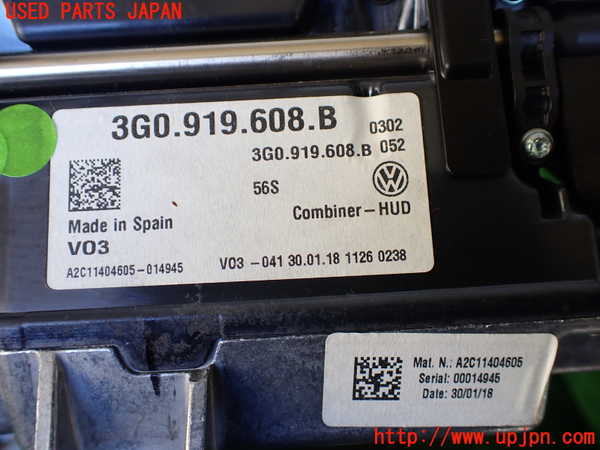 USED PARTS JAPAN
3G0.919.608.B 0302
3G0.919.608.B 052
56S
Made in Spain
Combiner-HUD
V03
A2C11404605-014945
V03-041 30.01.18 1126 0238
Mat. N.: A2C11404605
Serial: 00014945
Date: 30/01/18
http://www.upjpn.com/